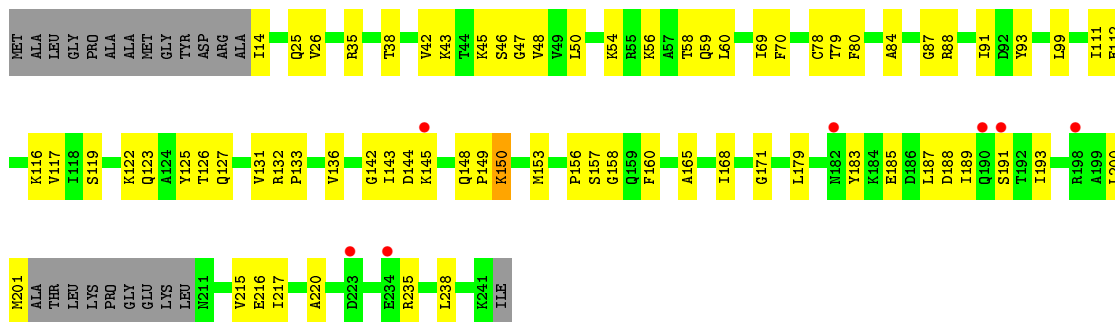 MET ALA LEU GLY PRO ALA ALA MET GLY TYR ASP ARG ALA I14 Q25 V26 R35 T38 V42 K43 T44 K45 S46 G47 V48 V49 L50 K54 R55 K56 A57 T58 Q59 L60 I69 F70 C78 T79 F80 A84 G87 R88 I91 D92 Y93 L99 I111
K116 V117 I118 S119 K122 Q123 A124 Y125 T126 Q127 V131 R132 P133 V136 G142 I143 D144 K145 Q148 P149 K150 M153 P156 S157 G158 Q159 F160 A165 I168 G171 L179 N182 Y183 K184 E185 D186 L187 D188 I189 Q190 S191 T192 I193 R198 A199
M201 ALA THR LEU LYS PRO GLY GLU LYS LEU N211 V215 E216 I217 A220 D223 E234 R235 L238 K241 ILE